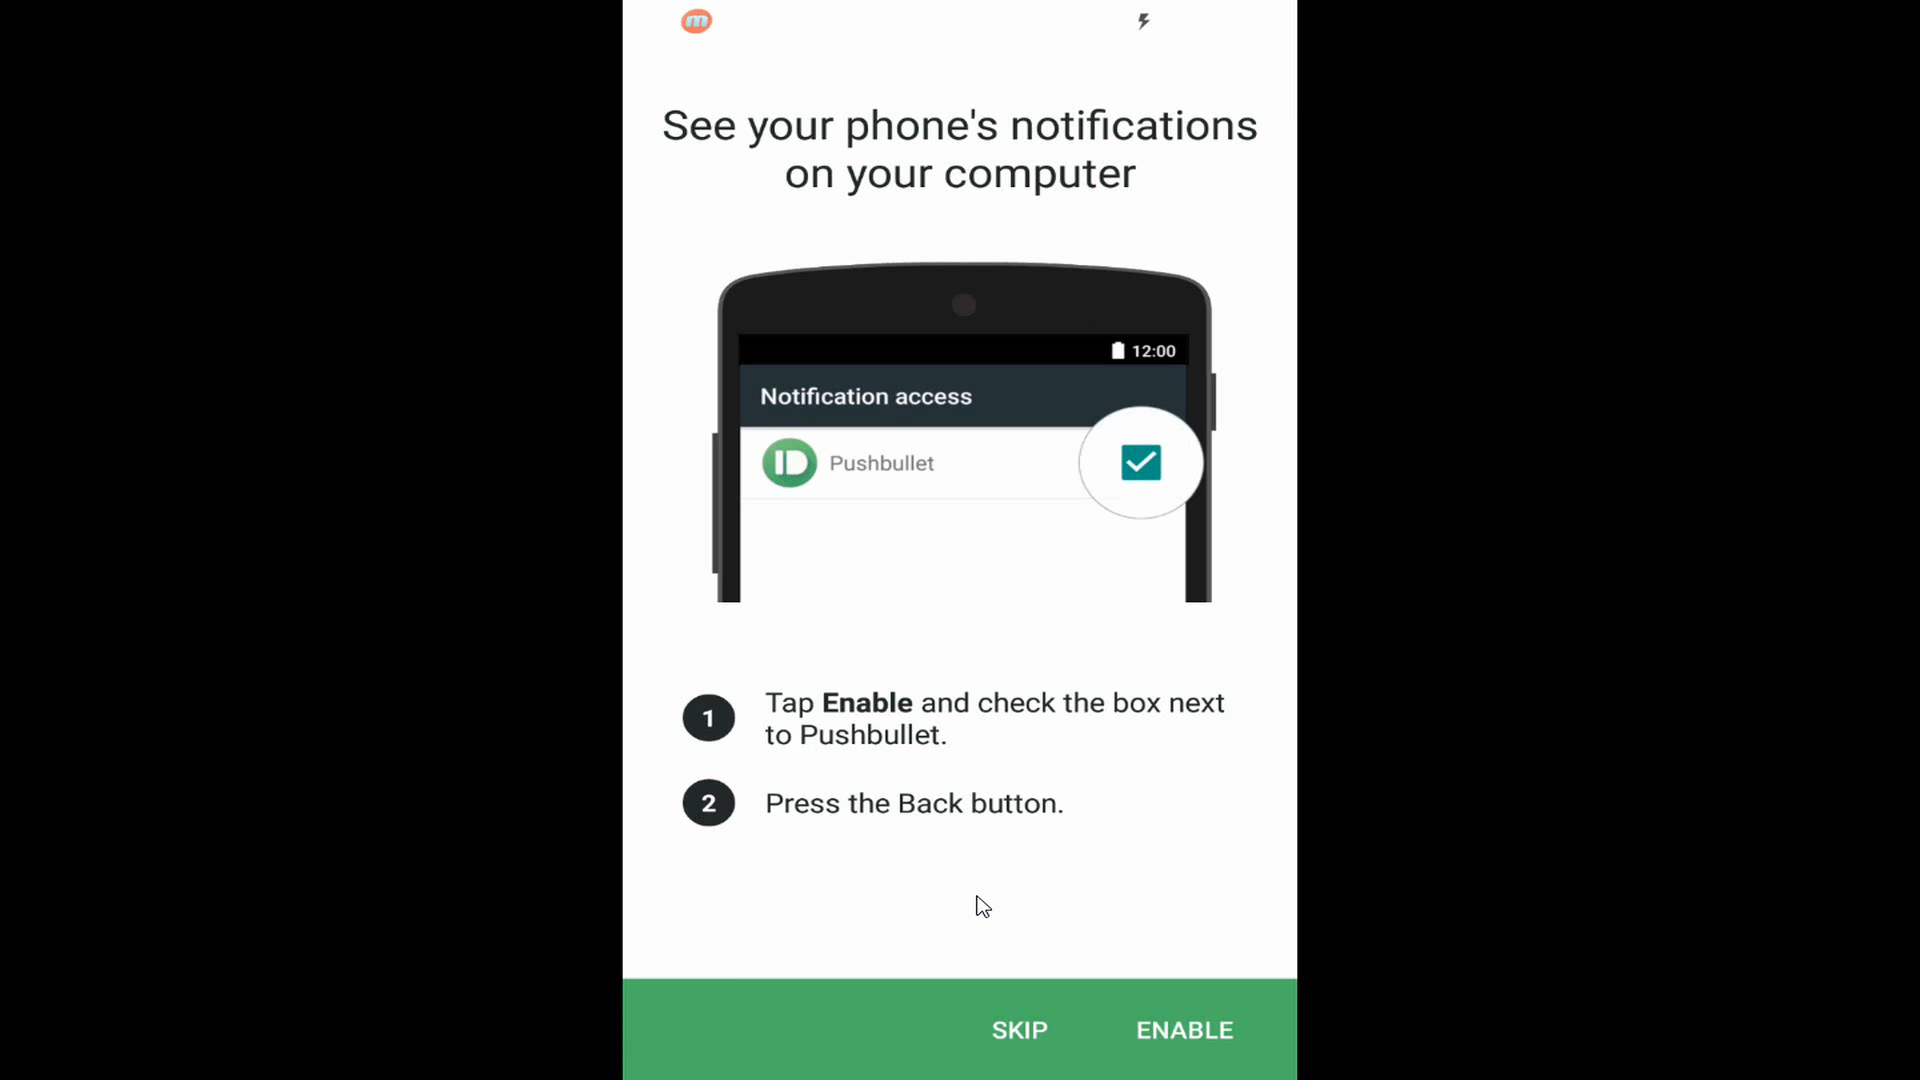 m
See your phone's notifications
on your computer
12:00
Notification access
Pushbullet
1 Tap Enable and check the box next
to Pushbullet.
2 Press the Back button.
SKIP ENABLE